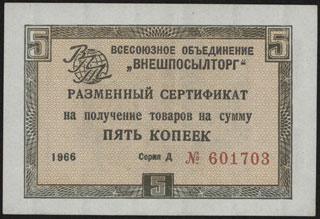 5 5
ВПТ
ВСЕСОЮЗНОЕ ОБЪЕДИНЕНИЕ
„ВНЕШПОСЫЛТОРГ"
РАЗМЕННЫЙ СЕРТИФИКАТ
на получение товаров на сумму
ПЯТЬ КОПЕЕК
1966 Серия Д № 601703
5